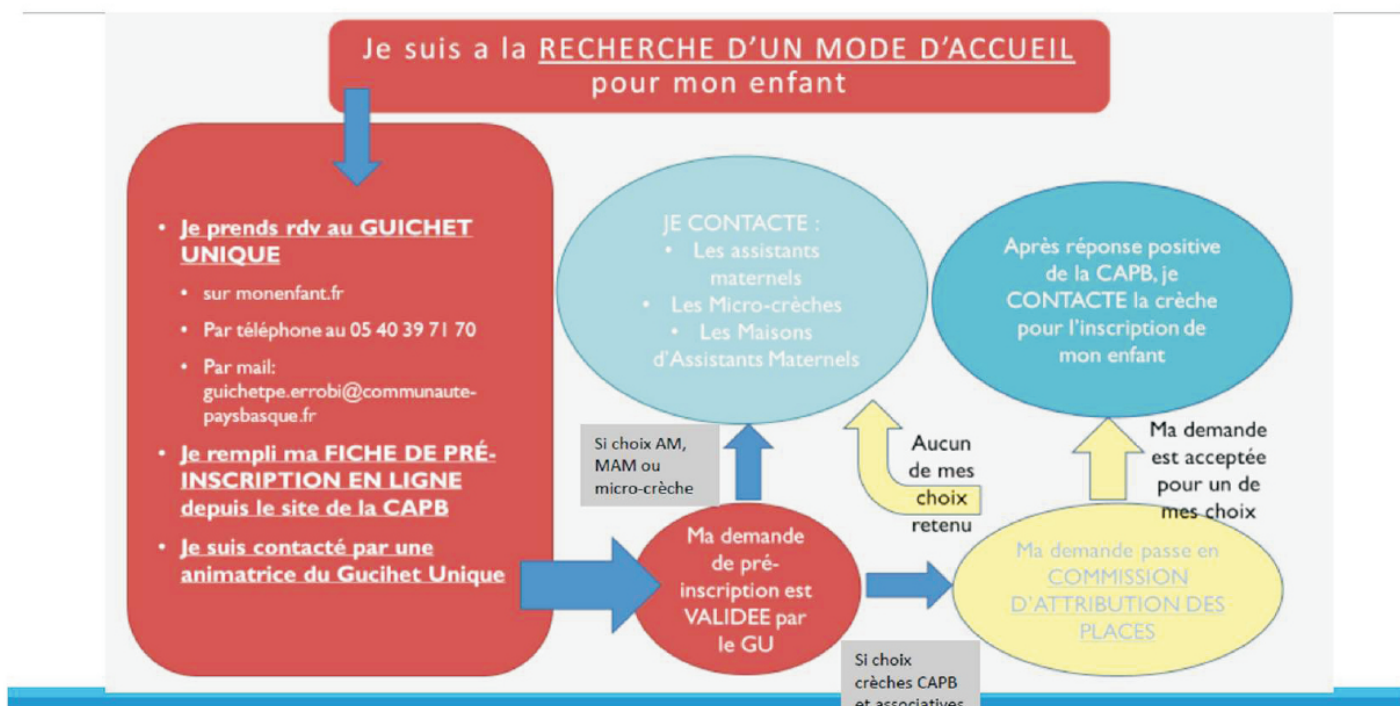 Je suis a la RECHERCHE D'UN MODE D'ACCUEIL
pour mon enfant
• Je prends rdv au GUICHET
UNIQUE
• sur monenfant.fr
• Par téléphone au 05 40 39 71 70
• Par mail:
guichetpe.errobi@communaute-
paysbasque.fr
• Je rempli ma FICHE DE PRÉ-
INSCRIPTION EN LIGNE
depuis le site de la CAPB
• Je suis contacté par une
animatrice du Gucihet Unique
Ma demande
de pré-
inscription est
VALIDEE par
le GU
Si choix AM,
MAM ou
micro-crèche
JE CONTACTE :
• Les assistants
maternels
• Les Micro-crèches
• Les Maisons
d'Assistants Maternels
Si choix
crèches CAPB
et associatives
Ma demande passe en
COMMISSION
D'ATTRIBUTION DES
PLACES
Aucun
de mes
choix
retenu
Ma demande
est acceptée
pour un de
mes choix
Après réponse positive
de la CAPB, je
CONTACTE la crèche
pour l'inscription de
mon enfant